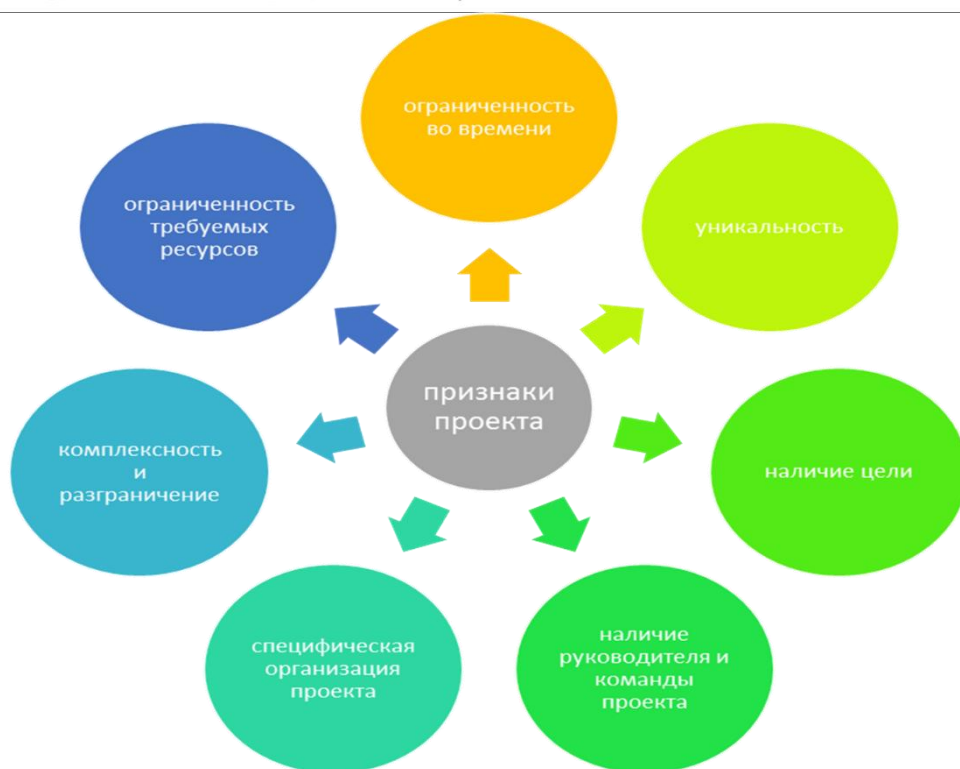 ограниченность
во времени
уникальность
наличие цели
наличие
руководителя и
команды
проекта
специфическая
организация
проекта
комплексность
и
разграничение
ограниченность
требуемых
ресурсов
признаки
проекта